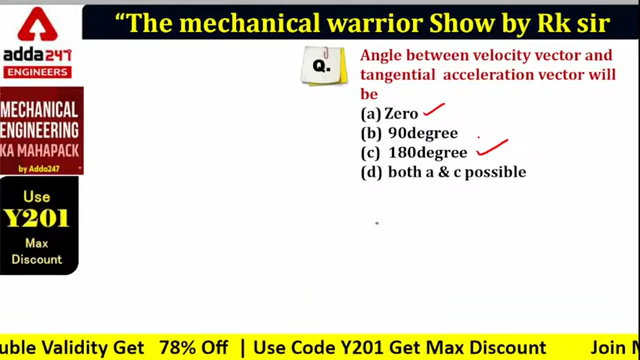 “The mechanical warrior Show by Rk sir
adda247
ENGINEERS
Q.
Angle between velocity vector and
tangential acceleration vector will
be
(a) Zero
(b) 90degree
(c) 180degree
(d) both a & c possible
MECHANICAL
ENGINEERING
KA MAHAPACK
by Adda247
Use
Y201
Max
Discount
uble Validity Get 78% Off | Use Code Y201 Get Max Discount Join M